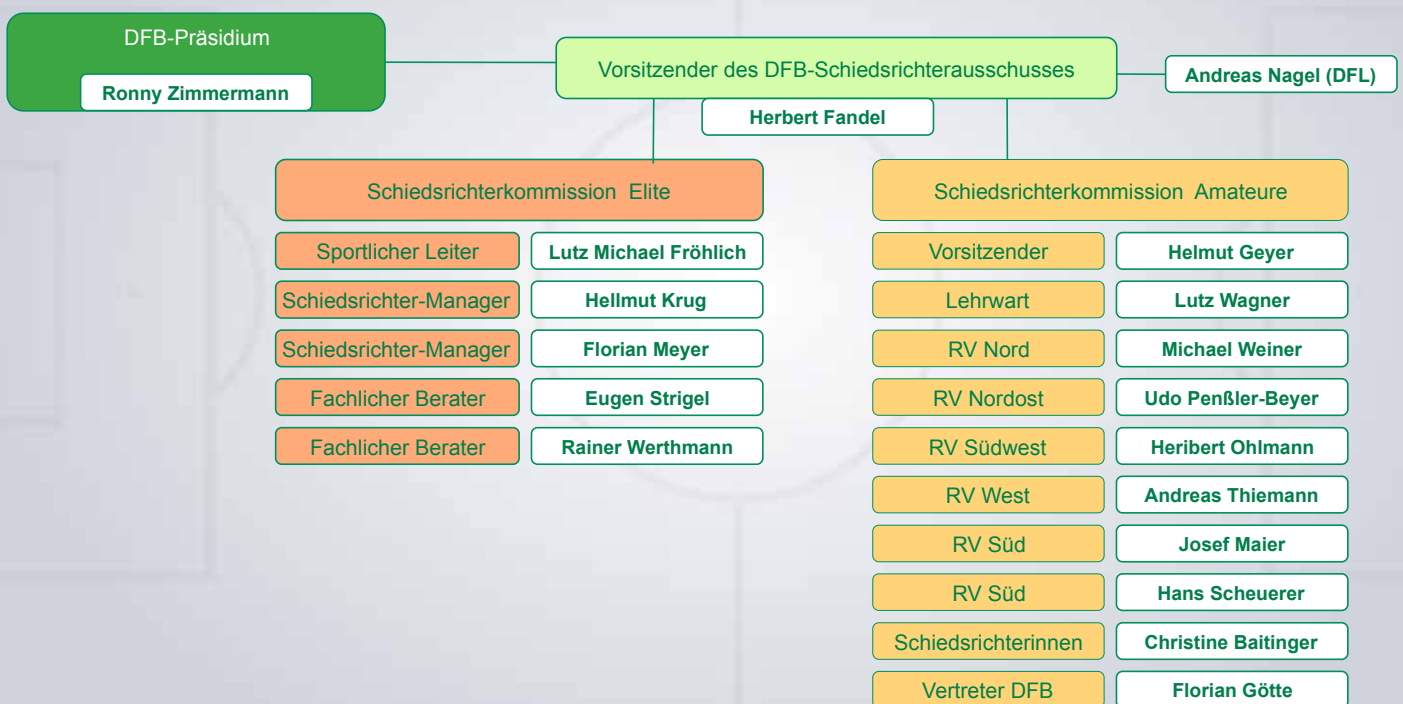 DFB-Präsidium
Ronny Zimmermann
Vorsitzender des DFB-Schiedsrichterausschusses
Herbert Fandel
Andreas Nagel (DFL)
Schiedsrichterkommission Elite
Sportlicher Leiter
Lutz Michael Fröhlich
Schiedsrichter-Manager
Hellmut Krug
Schiedsrichter-Manager
Florian Meyer
Fachlicher Berater
Eugen Strigel
Fachlicher Berater
Rainer Werthmann
Schiedsrichterkommission Amateure
Vorsitzender
Helmut Geyer
Lehrwart
Lutz Wagner
RV Nord
Michael Weiner
RV Nordost
Udo Penßler-Beyer
RV Südwest
Heribert Ohlmann
RV West
Andreas Thiemann
RV Süd
Josef Maier
RV Süd
Hans Scheuerer
Schiedsrichterinnen
Christine Baitinger
Vertreter DFB
Florian Götte